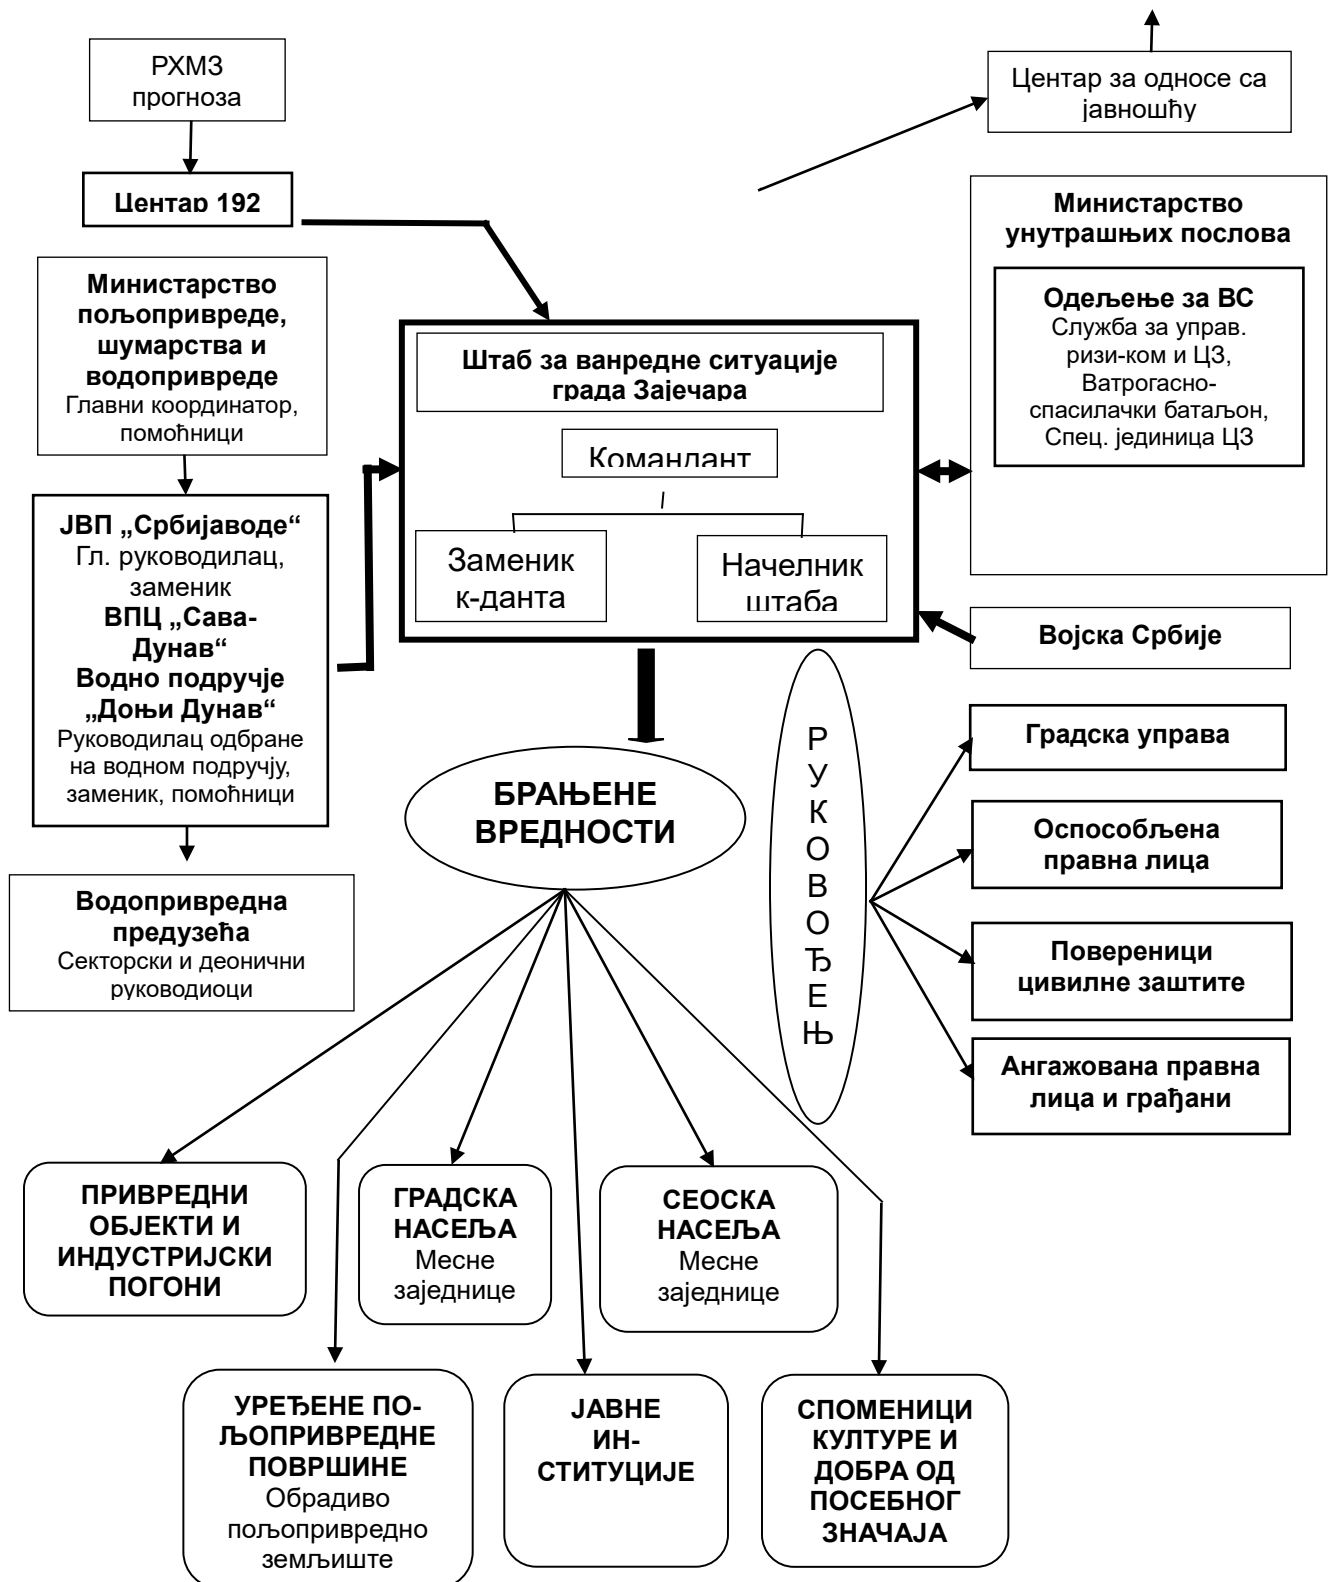 РХМЗ
прогноза
Центар за односе са
јавношћу
Центар 192
Министарство
унутрашњих послова
Одељење за ВС
Служба за управ.
ризи-ком и ЦЗ,
Ватрогасно-
спасилачки батаљон,
Спец. јединица ЦЗ
Министарство
пољопривреде,
шумарства и
водопривреде
Главни координатор,
помоћници
Штаб за ванредне ситуације
града Зајечара
Командант
Заменик
к-данта
Начелник
штаба
ЈВП „Србијаводе“
Гл. руководилац,
заменик
ВПЦ „Сава-
Дунав“
Водно подручје
„Доњи Дунав“
Руководилац одбране
на водном подручју,
заменик, помоћници
Војска Србије
Р
У
К
О
В
О
Ђ
Е
Њ
Градска управа
Оспособљена
правна лица
Повереници
цивилне заштите
Ангажована правна
лица и грађани
БРАЊЕНЕ
ВРЕДНОСТИ
Водопривредна
предузећа
Секторски и деонични
руководиоци
ПРИВРЕДНИ
ОБЈЕКТИ И
ИНДУСТРИЈСКИ
ПОГОНИ
ГРАДСКА
НАСЕЉА
Месне
заједнице
СЕОСКА
НАСЕЉА
Месне
заједнице
УРЕЂЕНЕ ПО-
ЉОПРИВРЕДНЕ
ПОВРШИНЕ
Обрадиво
пољопривредно
земљиште
ЈАВНЕ
ИН-
СТИТУЦИЈЕ
СПОМЕНИЦИ
КУЛТУРЕ И
ДОБРА ОД
ПОСЕБНОГ
ЗНАЧАЈА